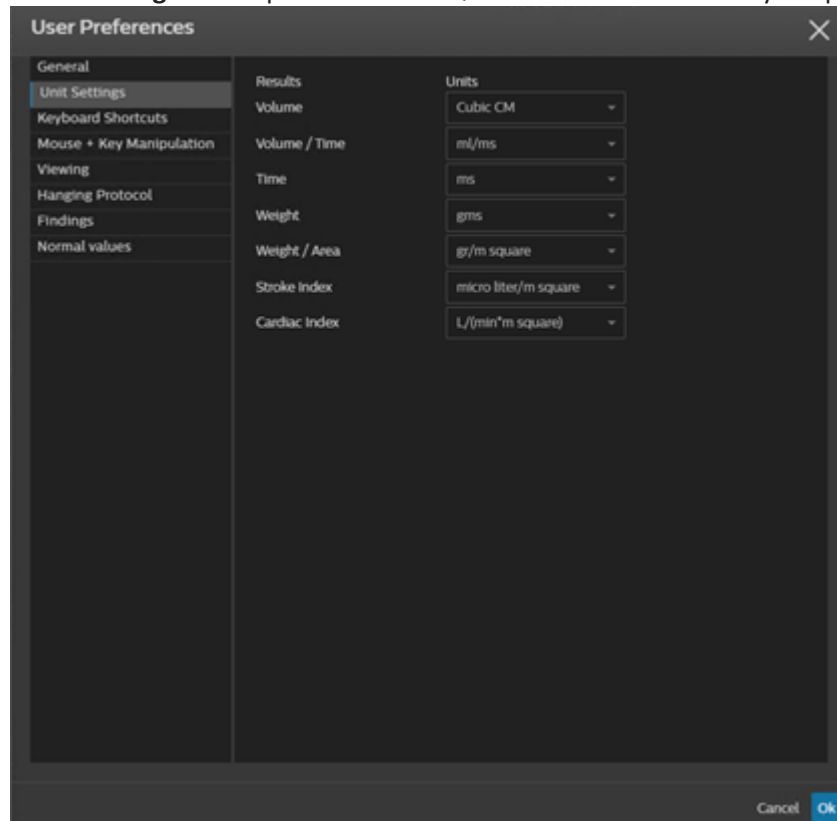 User Preferences
General
Unit Settings
Keyboard Shortcuts
Mouse + Key Manipulation
Viewing
Hanging Protocol
Findings
Normal values
Results Units
Volume Cubic CM
Volume / Time ml/ms
Time ms
Weight gms
Weight / Area gr/m square
Stroke Index micro liter/m square
Cardiac Index L/(min*m square)
Cancel Ok